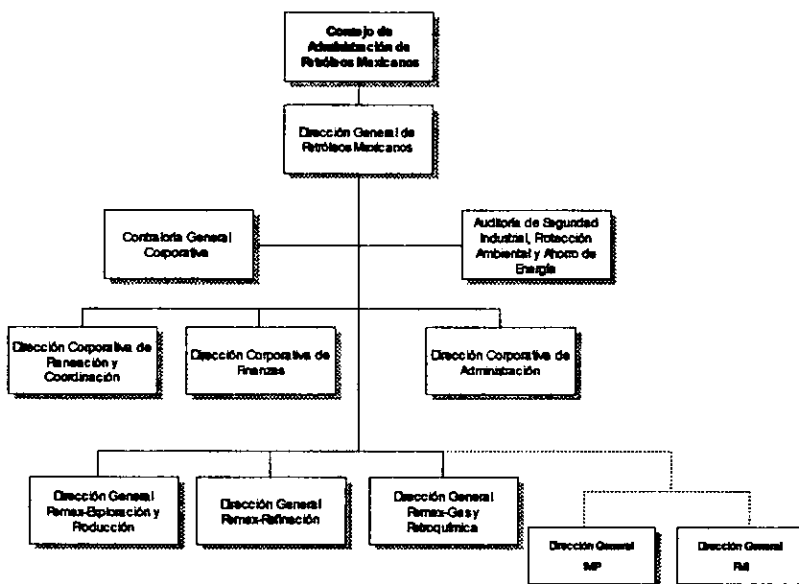 Consejo de
Administración de
Petróleos Mexicanos
Dirección General de
Petróleos Mexicanos
Contraloría General
Corporativa
Auditoría de Seguridad
Industrial, Protección
Ambiental y Ahorro de
Energía
Dirección Corporativa de
Planeación y
Coordinación
Dirección Corporativa de
Finanzas
Dirección Corporativa de
Administración
Dirección General
Pemex-Exploración y
Producción
Dirección General
Pemex-Refinación
Dirección General
Pemex-Gas y
Petroquímica
Dirección General
IMP
Dirección General
PMI